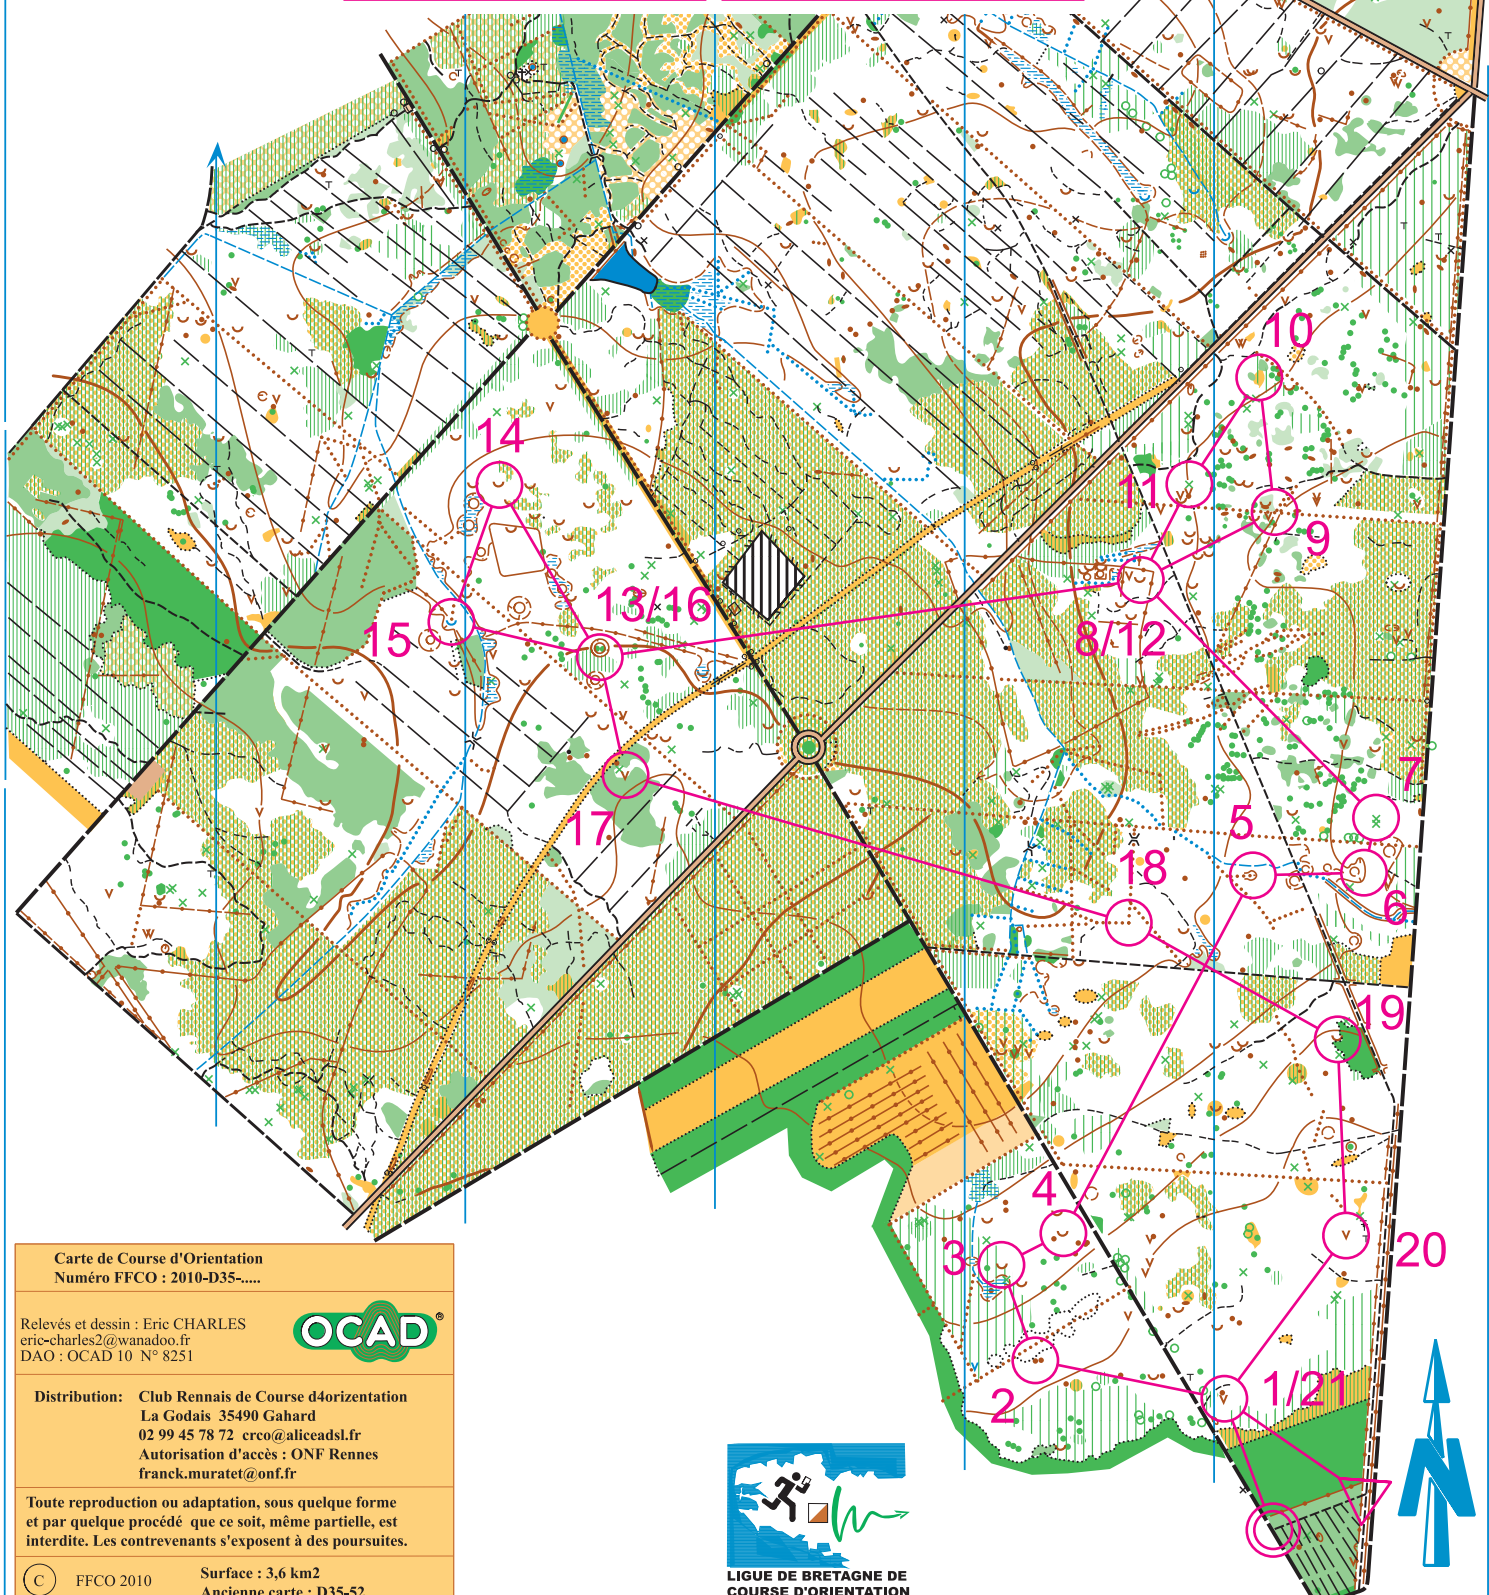 10
14
11
9
13/16
15
8/12
7
5
17
18
6
19
4
3
20
2
1/21
Carte de Course d'Orientation
Numéro FFCO : 2010-D35-.....
Relevés et dessin : Eric CHARLES
eric-charles2@wanadoo.fr
DAO : OCAD 10 N° 8251
OCAD ®
Distribution: Club Rennais de Course d4orizentation
La Godais 35490 Gahard
02 99 45 78 72 crco@aliceadsl.fr
Autorisation d'accès : ONF Rennes
franck.muratet@onf.fr
Toute reproduction ou adaptation, sous quelque forme
et par quelque procédé que ce soit, même partielle, est
interdite. Les contrevenants s'exposent à des poursuites.
C FFCO 2010
Surface : 3,6 km2
Ancienne carte : D35-52
LIGUE DE BRETAGNE DE
COURSE D'ORIENTATION
N